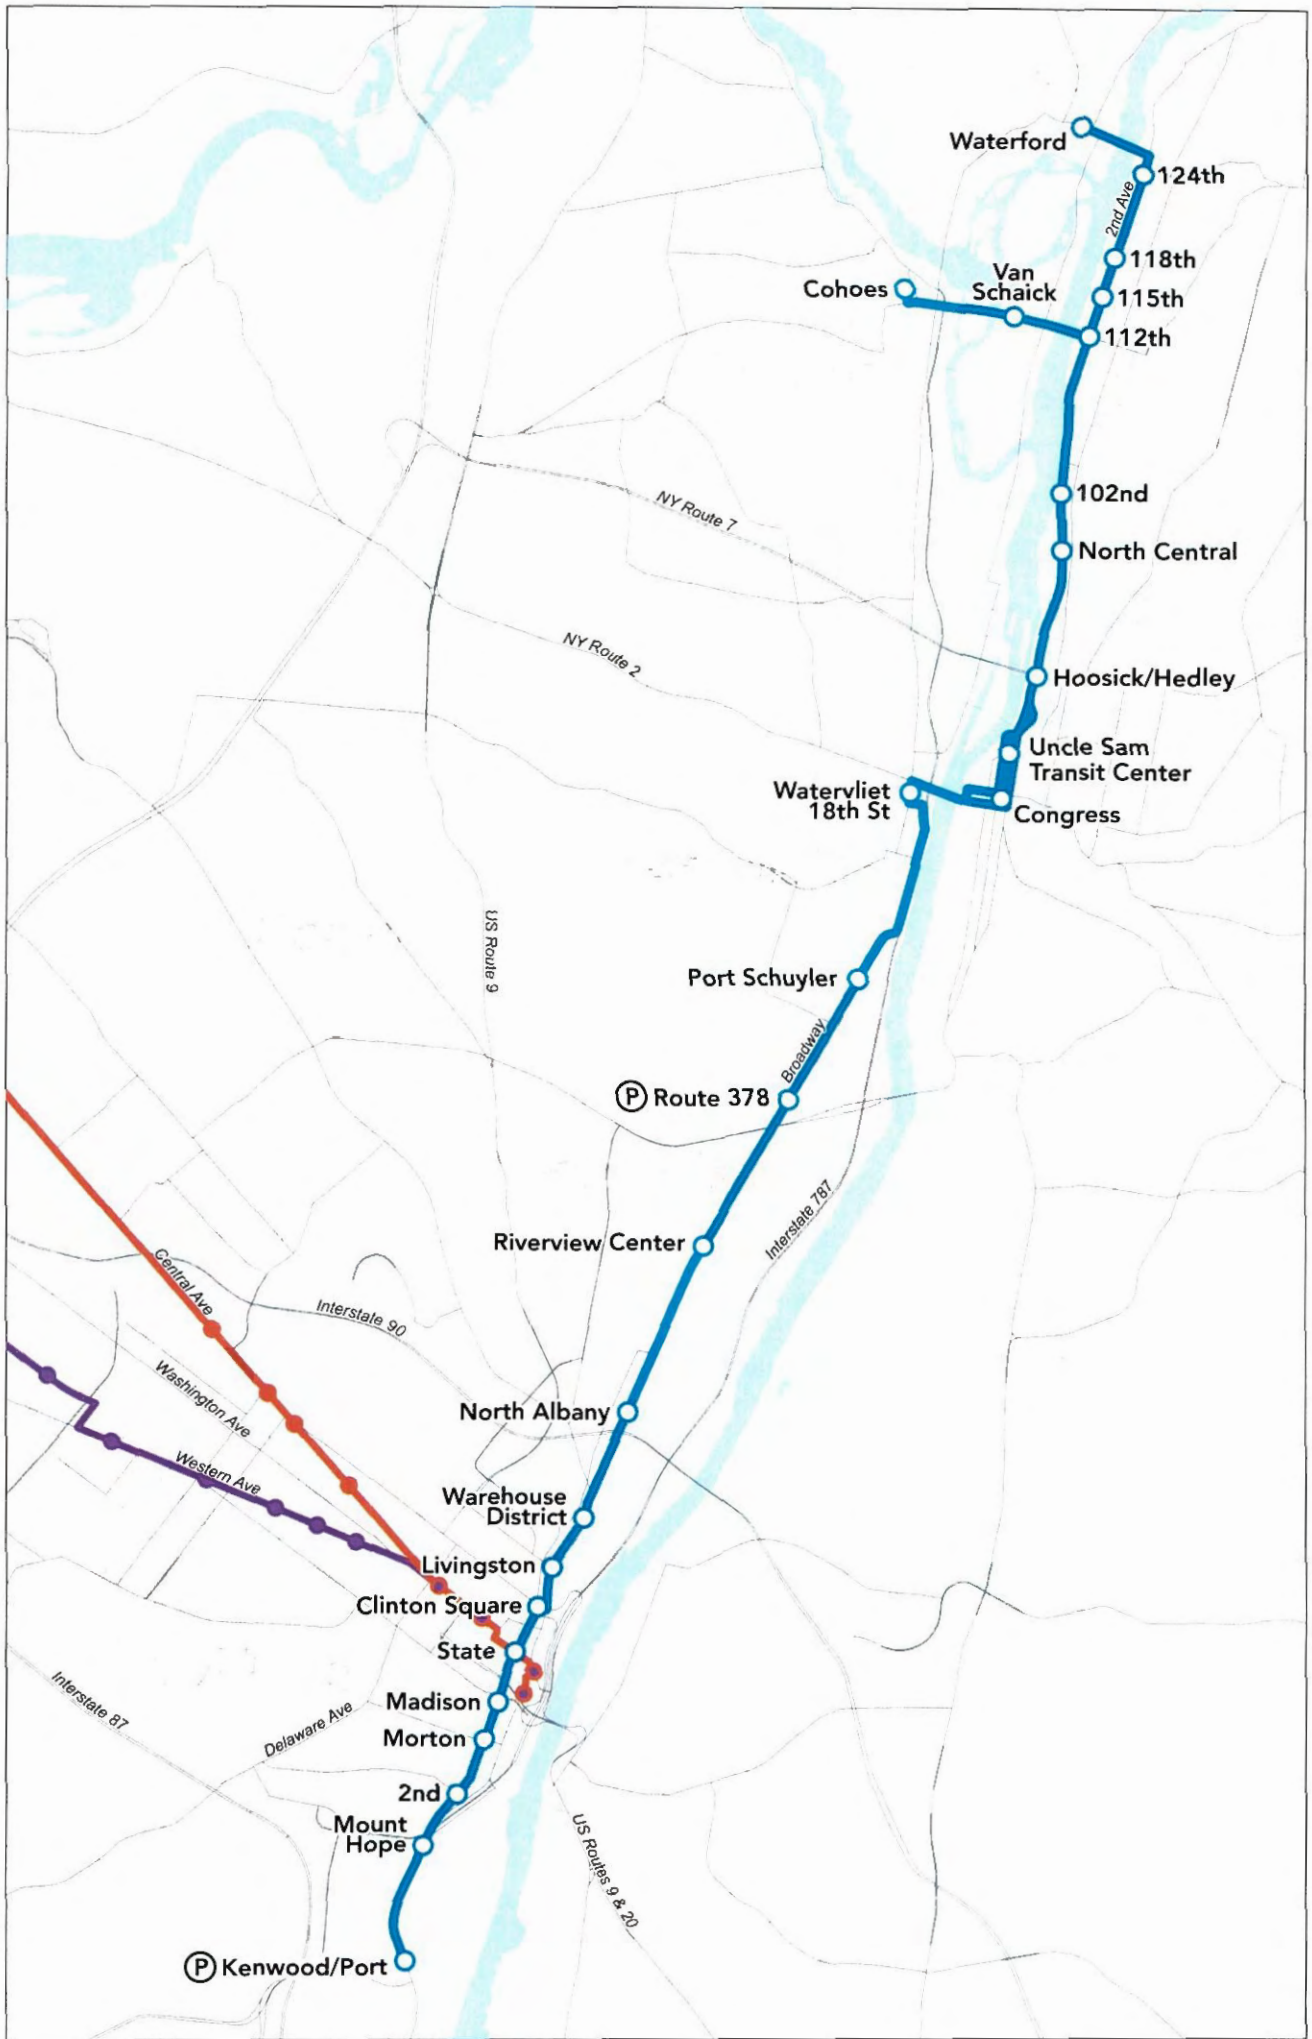 Waterford
124th
2nd Ave
118th
Van
Schaick
Cohoes
115th
112th
102nd
NY Route 7
North Central
NY Route 2
Hoosick/Hedley
Uncle Sam
Transit Center
Watervliet
18th St
Congress
US Route 9
Port Schuyler
Broadway
P Route 378
Interstate 787
Riverview Center
Central Ave
Interstate 90
Washington Ave
North Albany
Western Ave
Warehouse
District
Livingston
Clinton Square
State
Interstate 87
Madison
Delaware Ave
Morton
2nd
Mount
Hope
US Routes 9 & 20
P Kenwood/Port